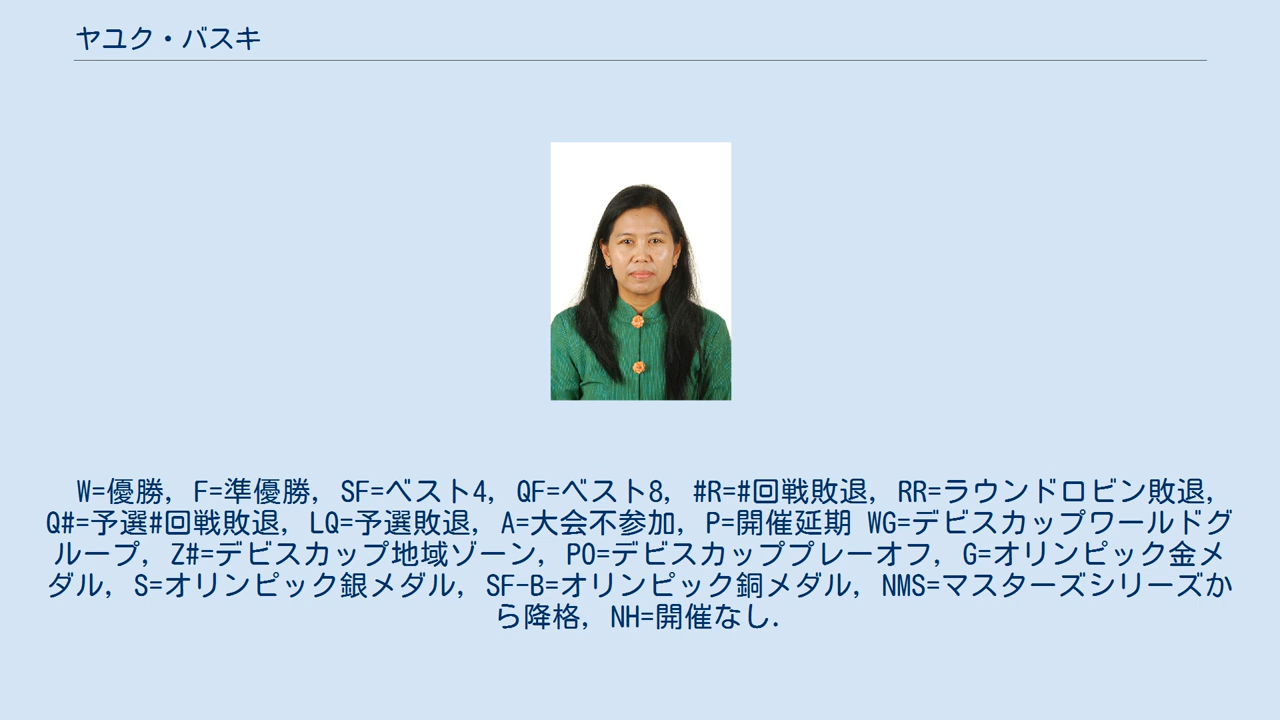 ヤユク・バスキ
W=優勝, F=準優勝, SF=ベスト4, QF=ベスト8, #R=#回戦敗退, RR=ラウンドロビン敗退,
Q#=予選#回戦敗退, LQ=予選敗退, A=大会不参加, P=開催延期 WG=デビスカップワールドグ
ループ, Z#=デビスカップ地域ゾーン, PO=デビスカッププレーオフ, G=オリンピック金メ
ダル, S=オリンピック銀メダル, SF-B=オリンピック銅メダル, NMS=マスターズシリーズか
ら降格, NH=開催なし.